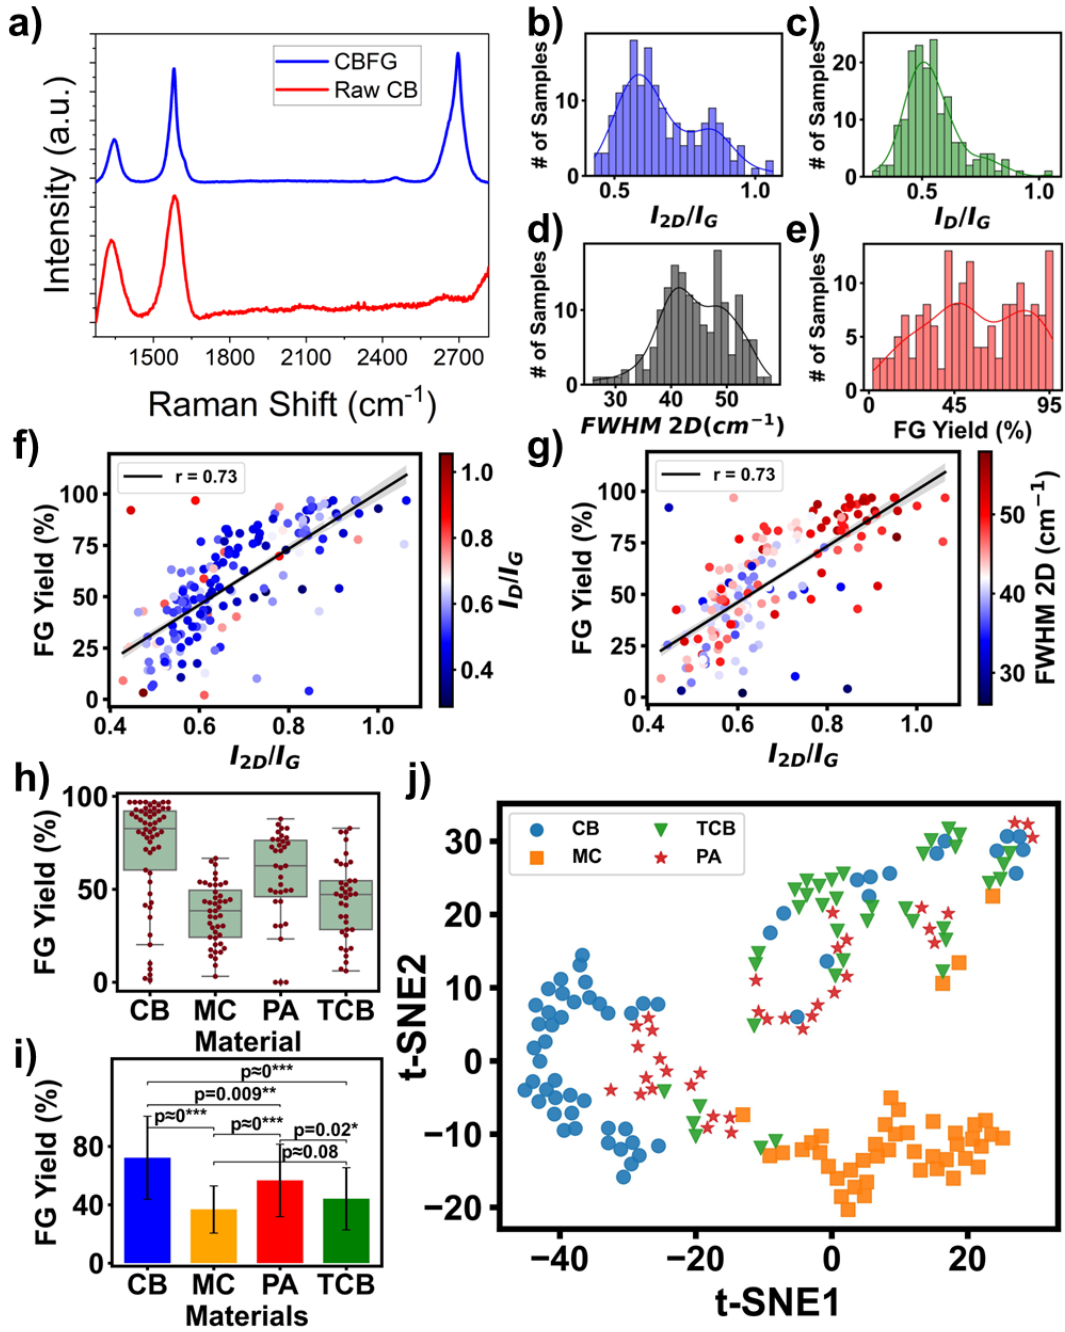 a)
CBFG
Raw CB
Intensity (a.u.)
1500 1800 2100 2400 2700
Raman Shift (cm-1)
b)
# of Samples
10
0
0.5 1.0
I2D/IG
c)
# of Samples
20
10
0
0.5 1.0
ID/IG
d)
# of Samples
10
0
30 40 50
FWHM 2D(cm−1)
e)
# of Samples
10
5
0
0 45 95
FG Yield (%)
f)
r = 0.73
FG Yield (%)
100
75
50
25
0
0.4 0.6 0.8 1.0
I2D/IG
1.0
0.8
0.6
0.4
ID/IG
g)
r = 0.73
FG Yield (%)
100
75
50
25
0
0.4 0.6 0.8 1.0
I2D/IG
50
40
30
FWHM 2D (cm−1)
h)
FG Yield (%)
100
50
0
CB MC PA TCB
Material
i)
FG Yield (%)
80
40
0
p≈0***
p=0.009**
p≈0***
p≈0***
p=0.02*
p≈0.08
CB MC PA TCB
Materials
j)
CB TCB
MC PA
t-SNE2
30
20
10
0
−10
−20
−40 −20 0 20
t-SNE1